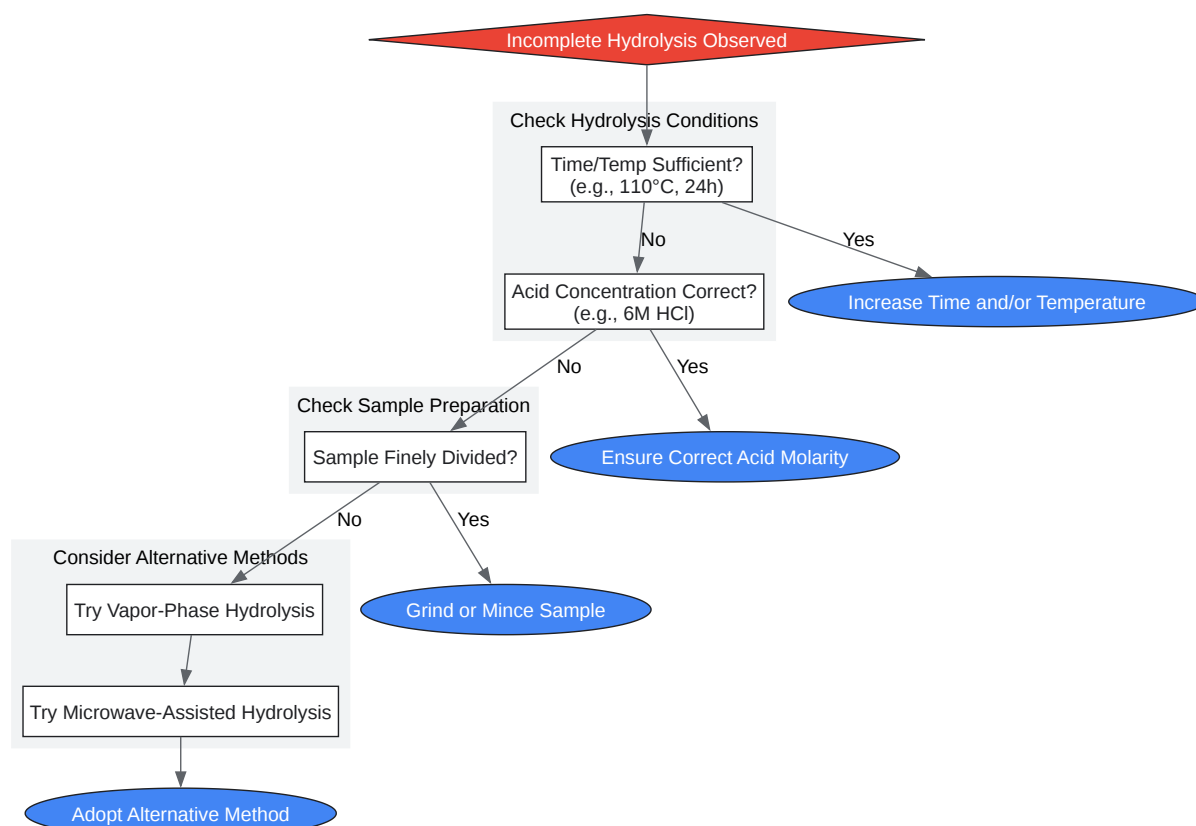 Incomplete Hydrolysis Observed
Check Hydrolysis Conditions
Time/Temp Sufficient?
(e.g., 110°C, 24h)
No
Yes
Acid Concentration Correct?
(e.g., 6M HCl)
Increase Time and/or Temperature
No
Yes
Check Sample Preparation
Sample Finely Divided?
Ensure Correct Acid Molarity
No
Yes
Consider Alternative Methods
Try Vapor-Phase Hydrolysis
Grind or Mince Sample
Try Microwave-Assisted Hydrolysis
Adopt Alternative Method